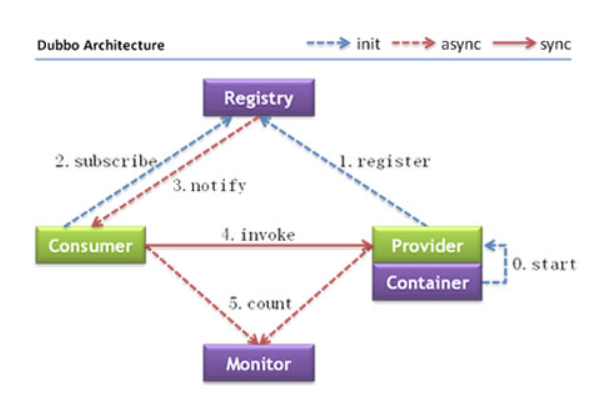 Dubbo Architecture
init
async
sync
Registry
2. subscribe
1. register
3. notify
Consumer
4. invoke
Provider
Container
0. start
5. count
Monitor